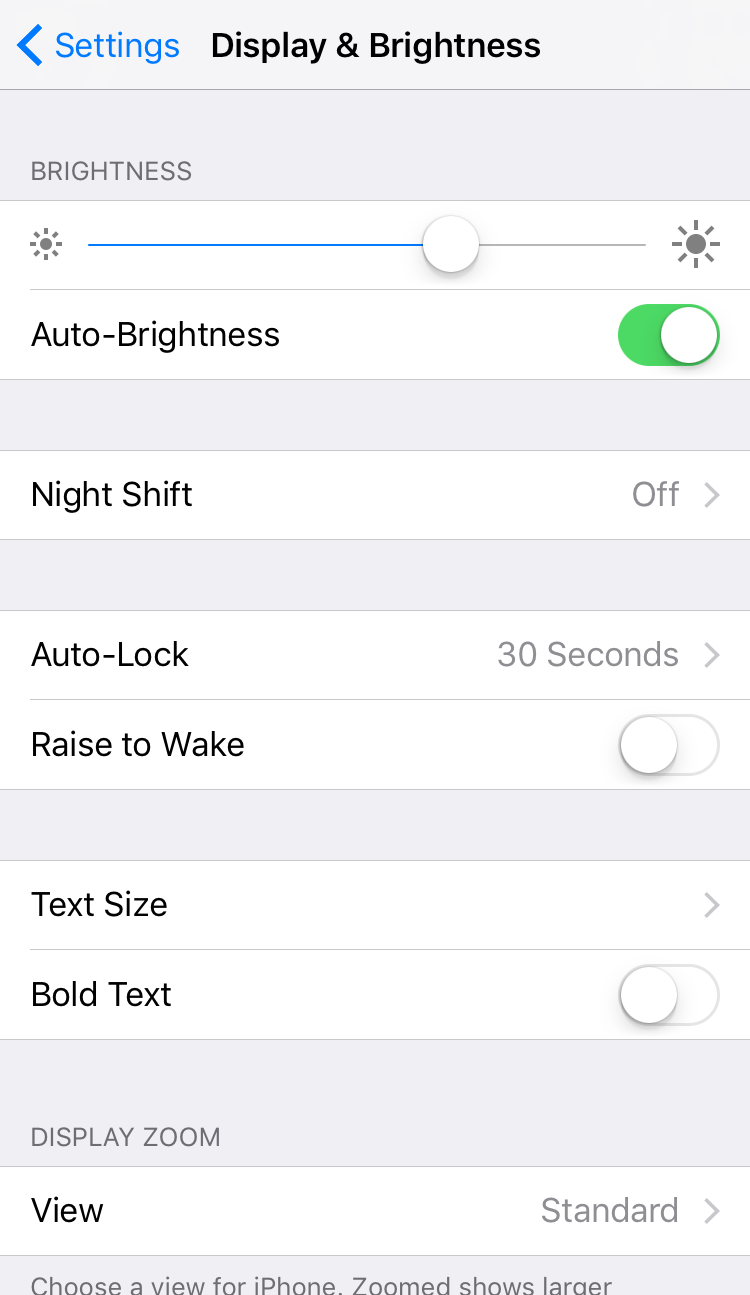 Settings Display & Brightness
BRIGHTNESS
Auto-Brightness
Night Shift Off
Auto-Lock 30 Seconds
Raise to Wake
Text Size
Bold Text
DISPLAY ZOOM
View Standard
Choose a view for iPhone. Zoomed shows larger